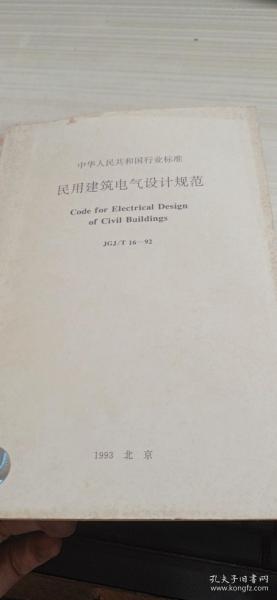 中华人民共和国行业标准
民用建筑电气设计规范
Code for Electrical Design
of Civil Buildings
JGJ/T 16—92
1993 北 京
孔夫子旧书网